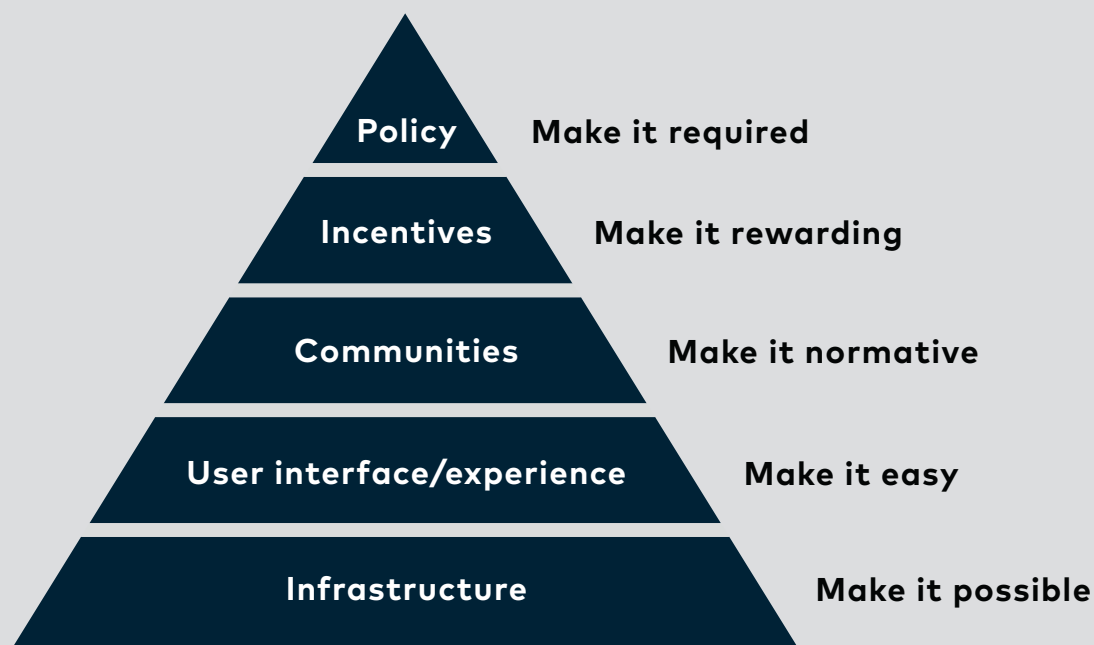 Policy
Make it required
Incentives
Make it rewarding
Communities
Make it normative
User interface/experience
Make it easy
Infrastructure
Make it possible